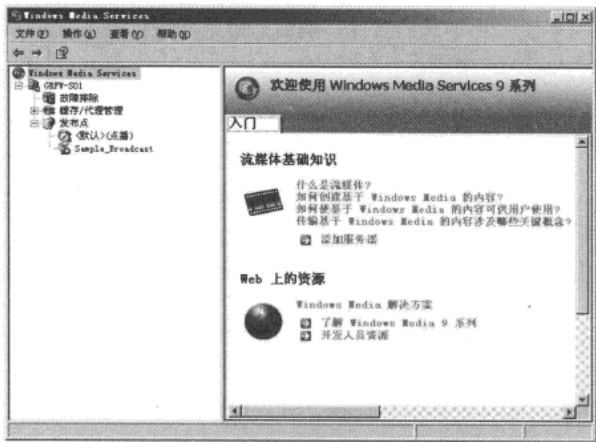 Windows Media Services
文件(F) 操作(A) 查看(V) 帮助(H)
Windows Media Services
GRFW-S01
故障排除
缓存/代理管理
发布点
<默认>(点播)
Sample_Broadcast
欢迎使用 Windows Media Services 9 系列
入门
流媒体基础知识
什么是流媒体?
如何创建基于 Windows Media 的内容?
如何使基于 Windows Media 的内容可供用户使用?
传输基于 Windows Media 的内容涉及哪些关键概念?
添加服务器
Web 上的资源
Windows Media 解决方案
了解 Windows Media 9 系列
开发人员资源